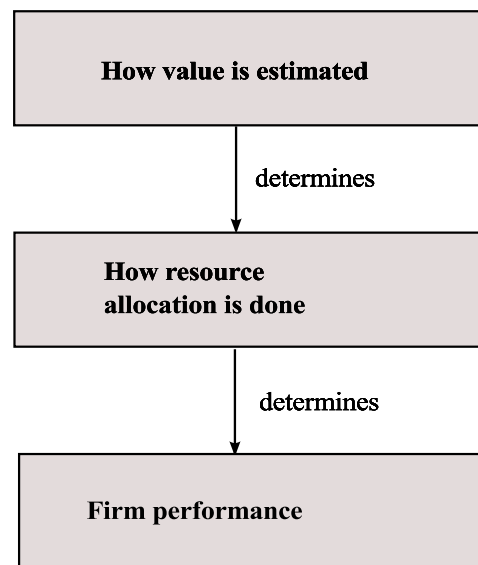 How value is estimated
determines
How resource
allocation is done
determines
Firm performance